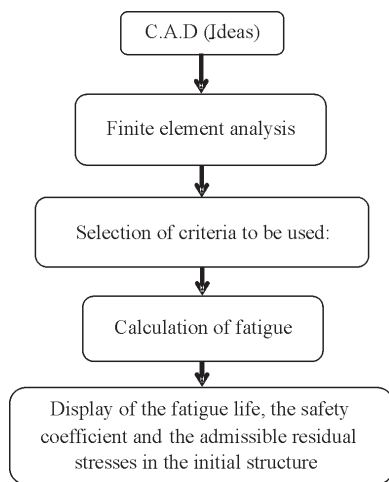 C.A.D (Ideas)
Finite element analysis
Selection of criteria to be used:
Calculation of fatigue
Display of the fatigue life, the safety
coefficient and the admissible residual
stresses in the initial structure